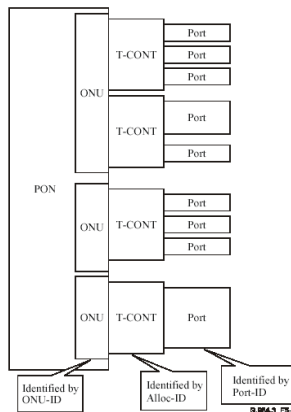 Port
T-CONT
Port
Port
ONU
Port
T-CONT
Port
PON
Port
ONU
T-CONT
Port
Port
ONU
T-CONT
Port
Identified by
ONU-ID
Identified by
Alloc-ID
Identified by
Port-ID